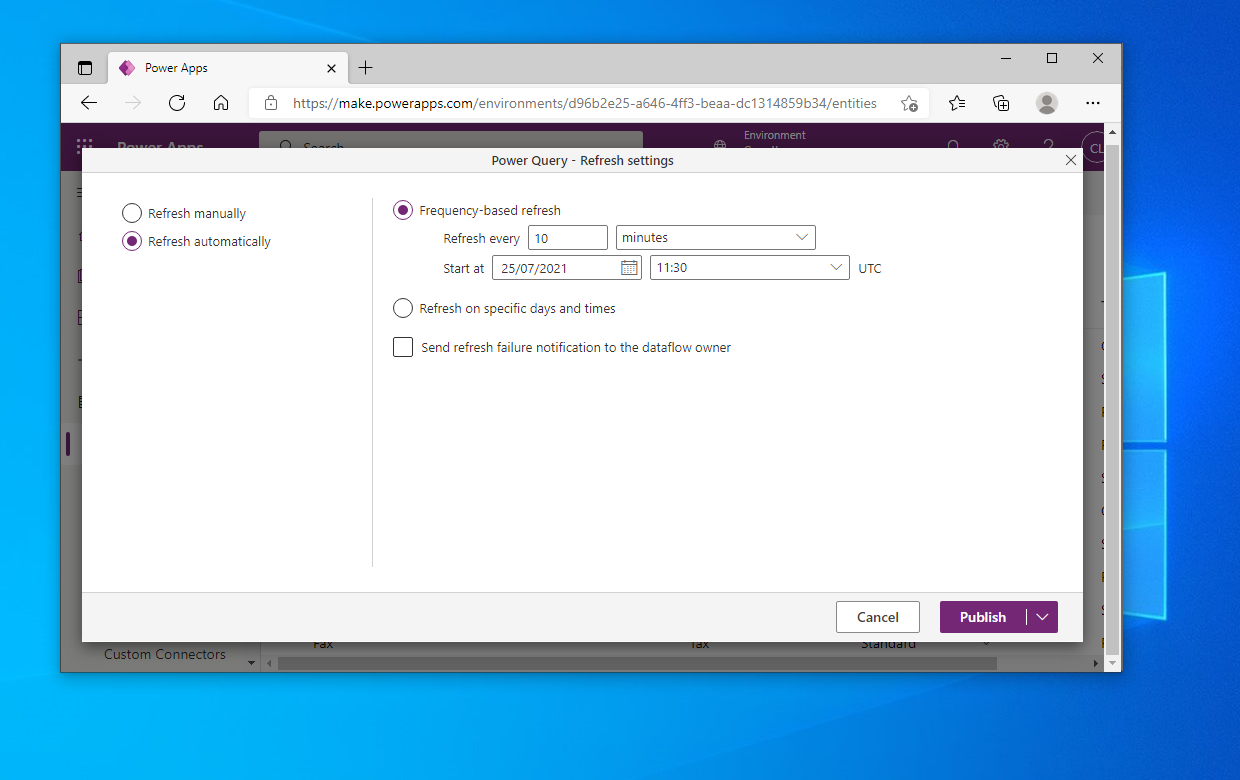 Power Apps
https://make.powerapps.com/environments/d96b2e25-a646-4ff3-beaa-dc1314859b34/entities
Power Apps
Search
Environment
CL
Power Query - Refresh settings
Refresh manually
Refresh automatically
Frequency-based refresh
Refresh every 10 minutes
Start at 25/07/2021 11:30 UTC
Refresh on specific days and times
Send refresh failure notification to the dataflow owner
Cancel Publish
Fax Standard
Custom Connectors